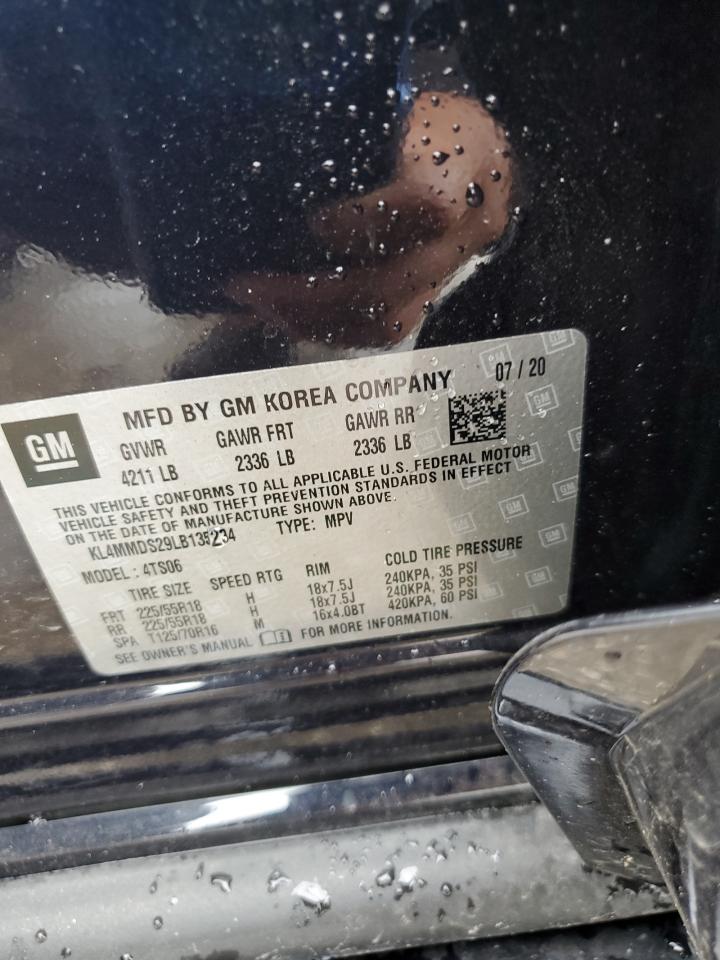 07 / 20
MFD BY GM KOREA COMPANY
GM
GVWR GAWR FRT GAWR RR
4211 LB 2336 LB 2336 LB
THIS VEHICLE CONFORMS TO ALL APPLICABLE U.S. FEDERAL MOTOR
VEHICLE SAFETY AND THEFT PREVENTION STANDARDS IN EFFECT
ON THE DATE OF MANUFACTURE SHOWN ABOVE.
KL4MMDS29LB135234 TYPE: MPV
MODEL: 4TS06
TIRE SIZE SPEED RTG RIM COLD TIRE PRESSURE
FRT 225/55R18 H 18x7.5J 240KPA, 35 PSI
RR 225/55R18 H 18x7.5J 240KPA, 35 PSI
SPA T125/70R16 M 16x4.0BT 420KPA, 60 PSI
SEE OWNER'S MANUAL FOR MORE INFORMATION.